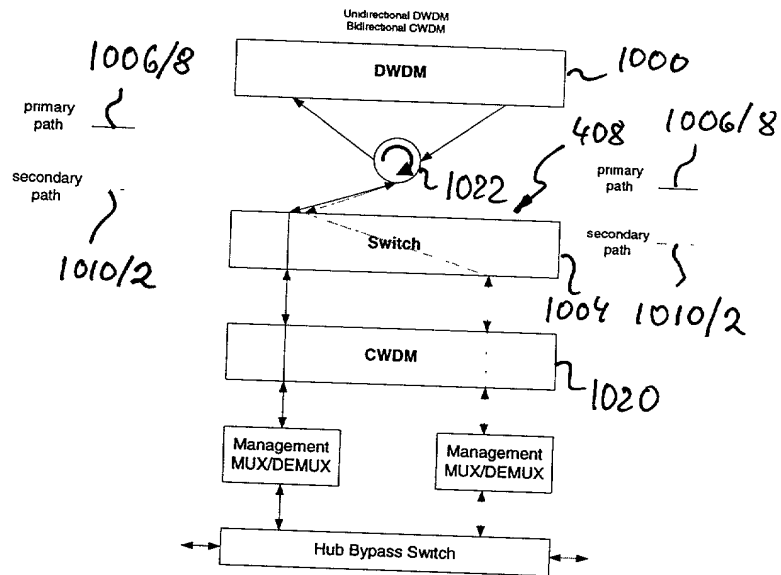 Unidirectional DWDM
Bidirectional CWDM
1006/8
DWDM
1000
primary
path
408
1006/8
secondary
path
1022
primary
path
1010/2
Switch
secondary
path
1004
1010/2
CWDM
1020
Management
MUX/DEMUX
Management
MUX/DEMUX
Hub Bypass Switch